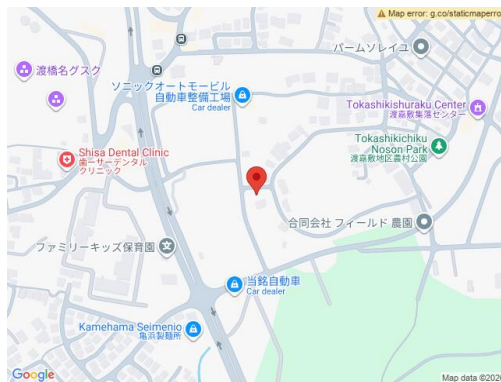 Map error: g.co/staticmaperro
パームソレイユ
渡橋名グスク
ソニックオートモービル
自動車整備工場
Car dealer
Tokashikishuraku Center
渡嘉敷集落センター
Tokashikichiku
Noson Park
渡嘉敷地区農村公園
Shisa Dental Clinic
歯一サーデンタル
クリニック
合同会社 フィールド 農園
ファミリーキッズ保育園
当銘自動車
Car dealer
Kamehama Seimenio
亀浜製麺所
Google
Map data ©2020